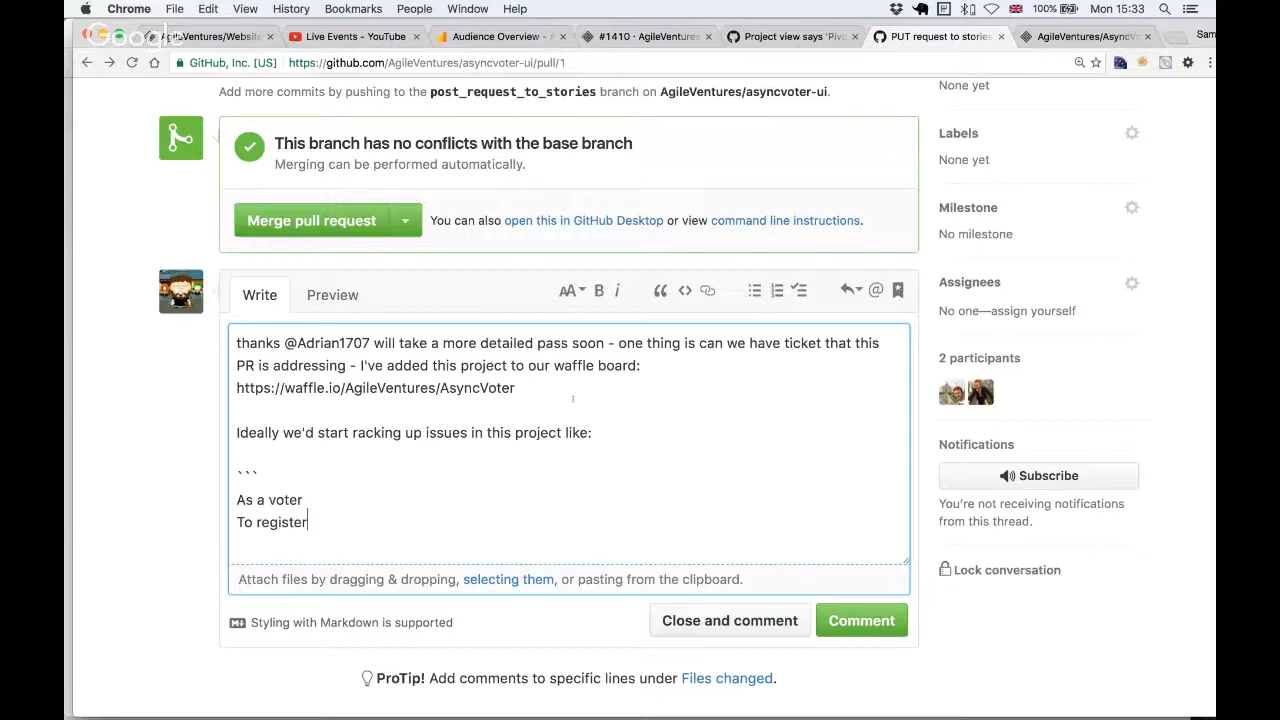 Chrome File Edit View History Bookmarks People Window Help 100% Mon 15:33
Google
AgileVentures/Website Live Events - YouTube Audience Overview - A #1410 · AgileVentures Project view says 'Pivo PUT request to stories AgileVentures/AsyncVo Sam
GitHub, Inc. [US] https://github.com/AgileVentures/asyncvoter-ui/pull/1
Add more commits by pushing to the post_request_to_stories branch on AgileVentures/asyncvoter-ui.
None yet
This branch has no conflicts with the base branch
Merging can be performed automatically.
Labels
None yet
Merge pull request You can also open this in GitHub Desktop or view command line instructions.
Milestone
No milestone
Write Preview AA B i @
Assignees
No one—assign yourself
thanks @Adrian1707 will take a more detailed pass soon - one thing is can we have ticket that this
PR is addressing - I've added this project to our waffle board:
https://waffle.io/AgileVentures/AsyncVoter
2 participants
Ideally we'd start racking up issues in this project like:
Notifications
Subscribe
```
As a voter
To register
You're not receiving notifications
from this thread.
Attach files by dragging & dropping, selecting them, or pasting from the clipboard.
Lock conversation
Styling with Markdown is supported Close and comment Comment
ProTip! Add comments to specific lines under Files changed.